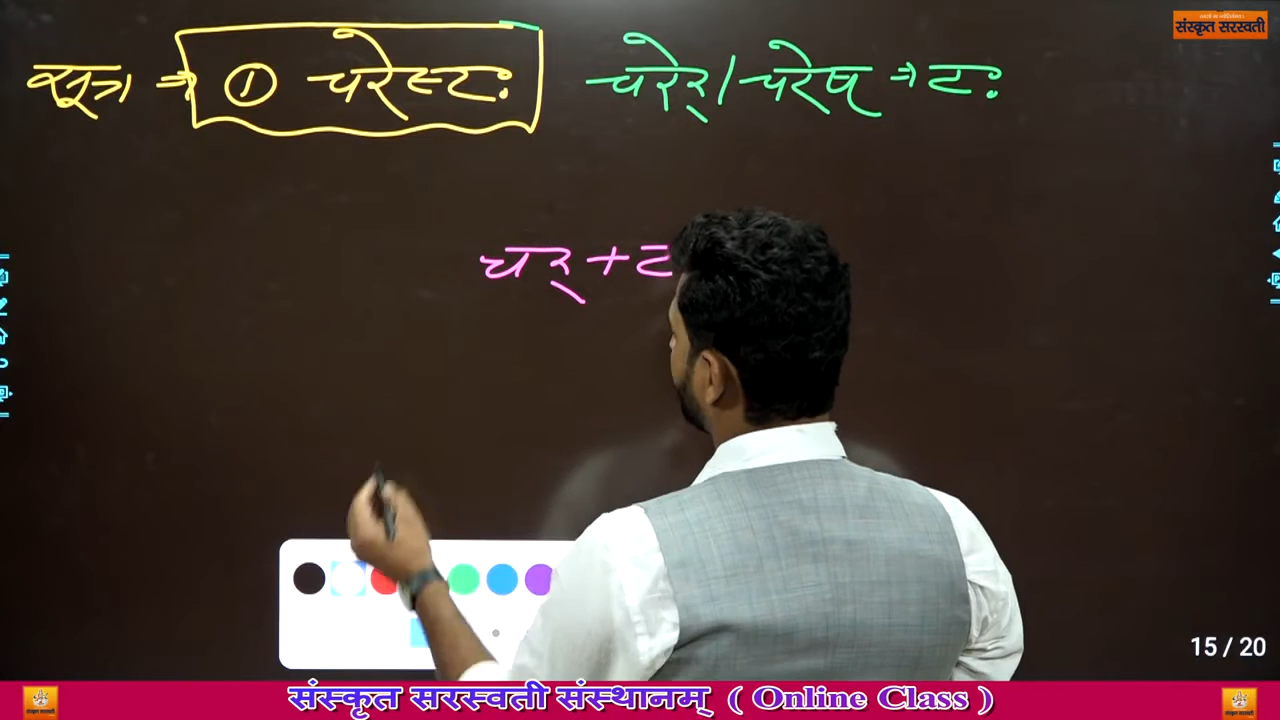 संस्कृत सरस्वती
सूत्र ⇒ ① चरेस्टः चरेर्/चरेष् ⇒ टः
चर् + ट
15 / 20
संस्कृत सरस्वती संस्थानम् ( Online Class )